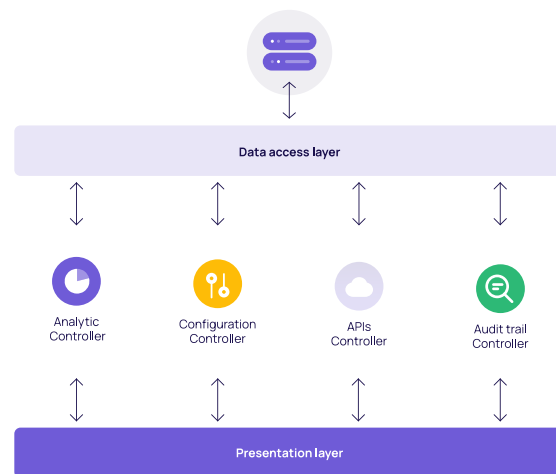 Data access layer
Analytic
Controller
Configuration
Controller
APIs
Controller
Audit trail
Controller
Presentation layer